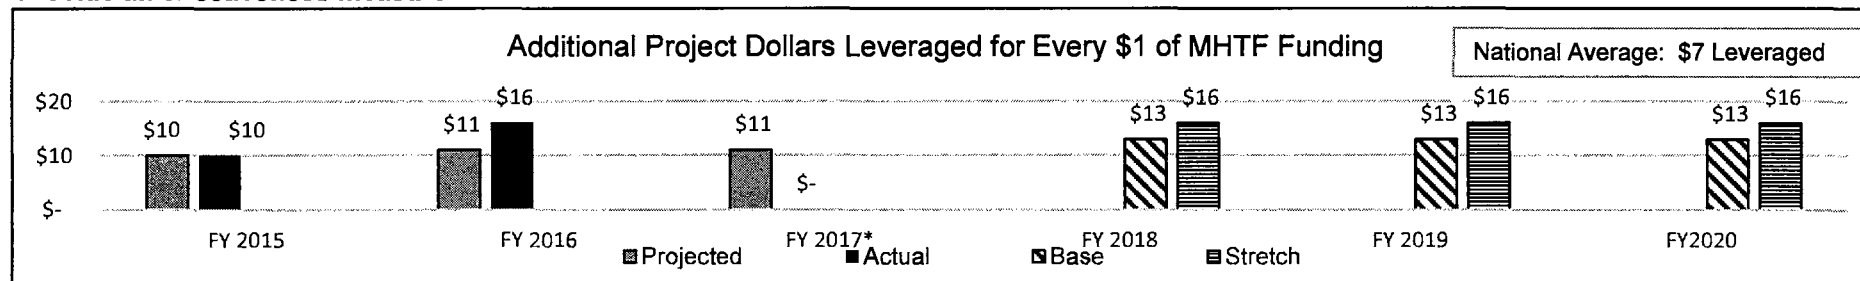 Additional Project Dollars Leveraged for Every $1 of MHTF Funding
National Average: $7 Leveraged
$20
$10
$-
$10 $10
$11 $16
$11 $-
$13 $16
$13 $16
$13 $16
FY 2015 FY 2016 FY 2017* FY 2018 FY 2019 FY2020
Projected Actual Base Stretch